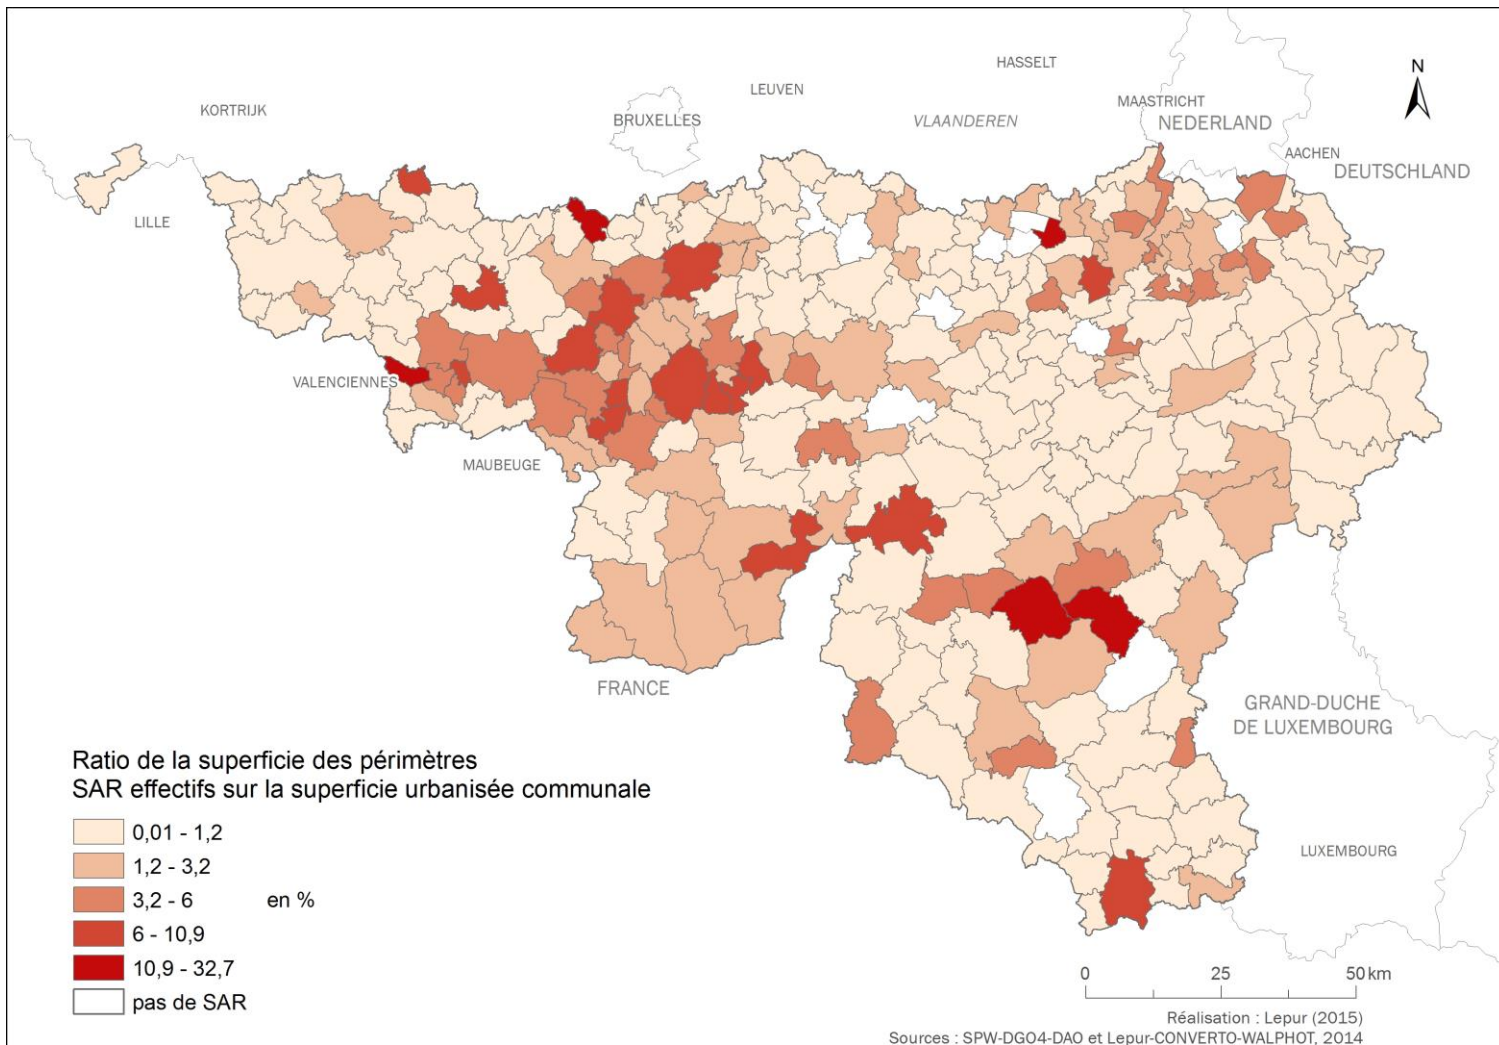 HASSELT
LEUVEN
KORTRIJK
MAASTRICHT
BRUXELLES
VLAANDEREN
NEDERLAND
N
AACHEN
DEUTSCHLAND
LILLE
VALENCIENNES
MAUBEUGE
FRANCE
GRAND-DUCHE
DE LUXEMBOURG
LUXEMBOURG
Ratio de la superficie des périmètres
SAR effectifs sur la superficie urbanisée communale
0,01 - 1,2
1,2 - 3,2
3,2 - 6 en %
6 - 10,9
10,9 - 32,7
pas de SAR
0 25 50 km
Réalisation : Lepur (2015)
Sources : SPW-DGO4-DAO et Lepur-CONVERTO-WALPHOT, 2014